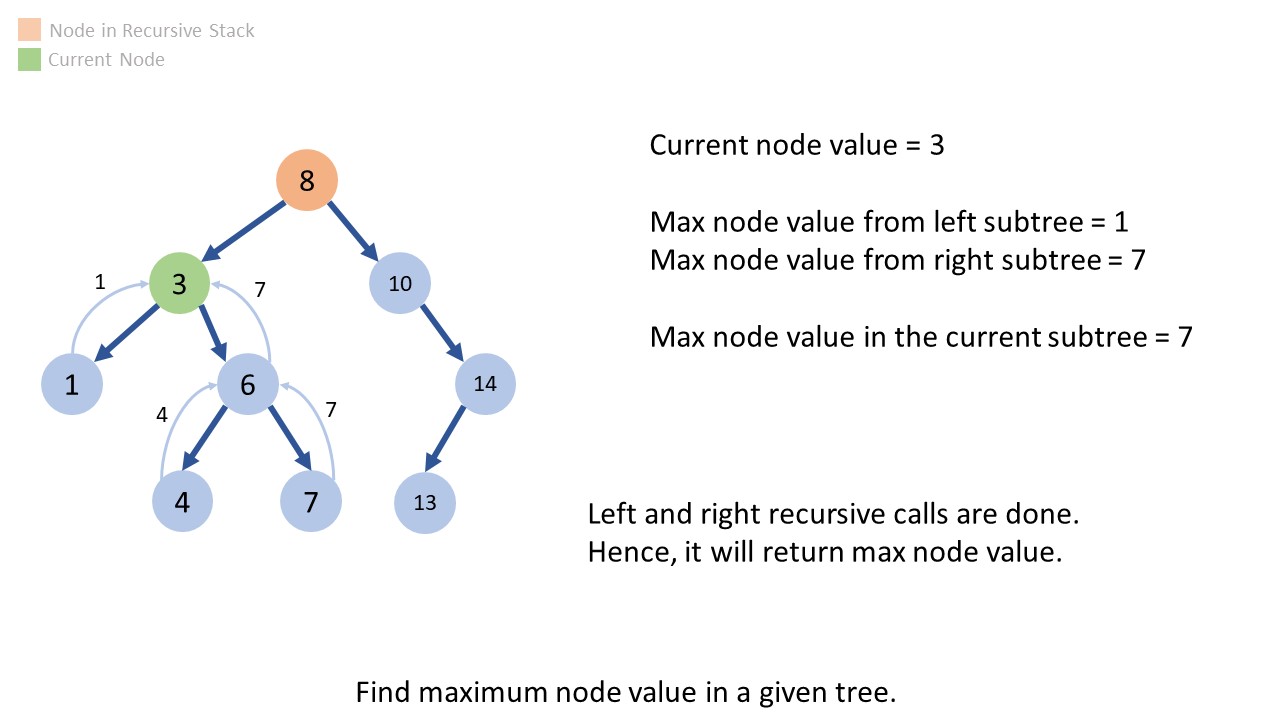 Node in Recursive Stack
Current Node
Current node value = 3
Max node value from left subtree = 1
Max node value from right subtree = 7
Max node value in the current subtree = 7
8
3
10
1
7
1
6
14
4
7
4
7
13
Left and right recursive calls are done.
Hence, it will return max node value.
Find maximum node value in a given tree.